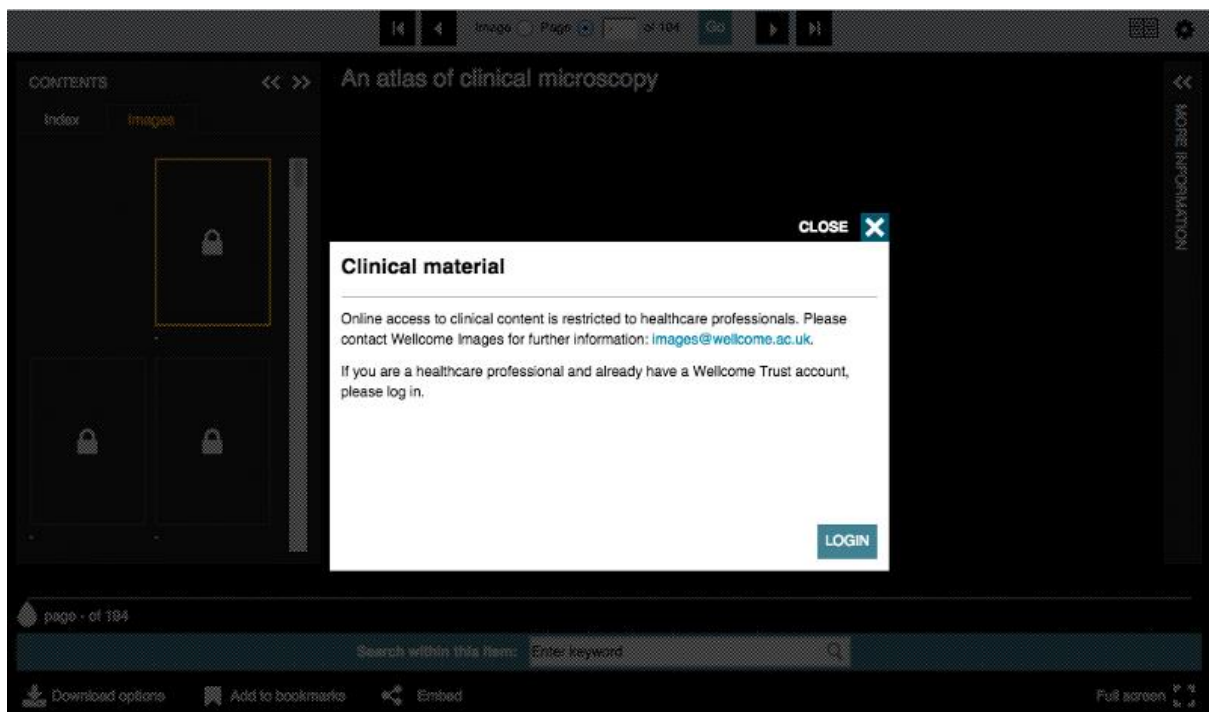 Image Page of 194 Go
CONTENTS << >>
An atlas of clinical microscopy
<<
Index Images
MORE INFORMATION
CLOSE X
Clinical material
Online access to clinical content is restricted to healthcare professionals. Please
contact Wellcome Images for further information: images@wellcome.ac.uk.
If you are a healthcare professional and already have a Wellcome Trust account,
please log in.
LOGIN
-
- -
page - of 194
Search within this item: Enter keyword
Download options Add to bookmarks Embed Full screen